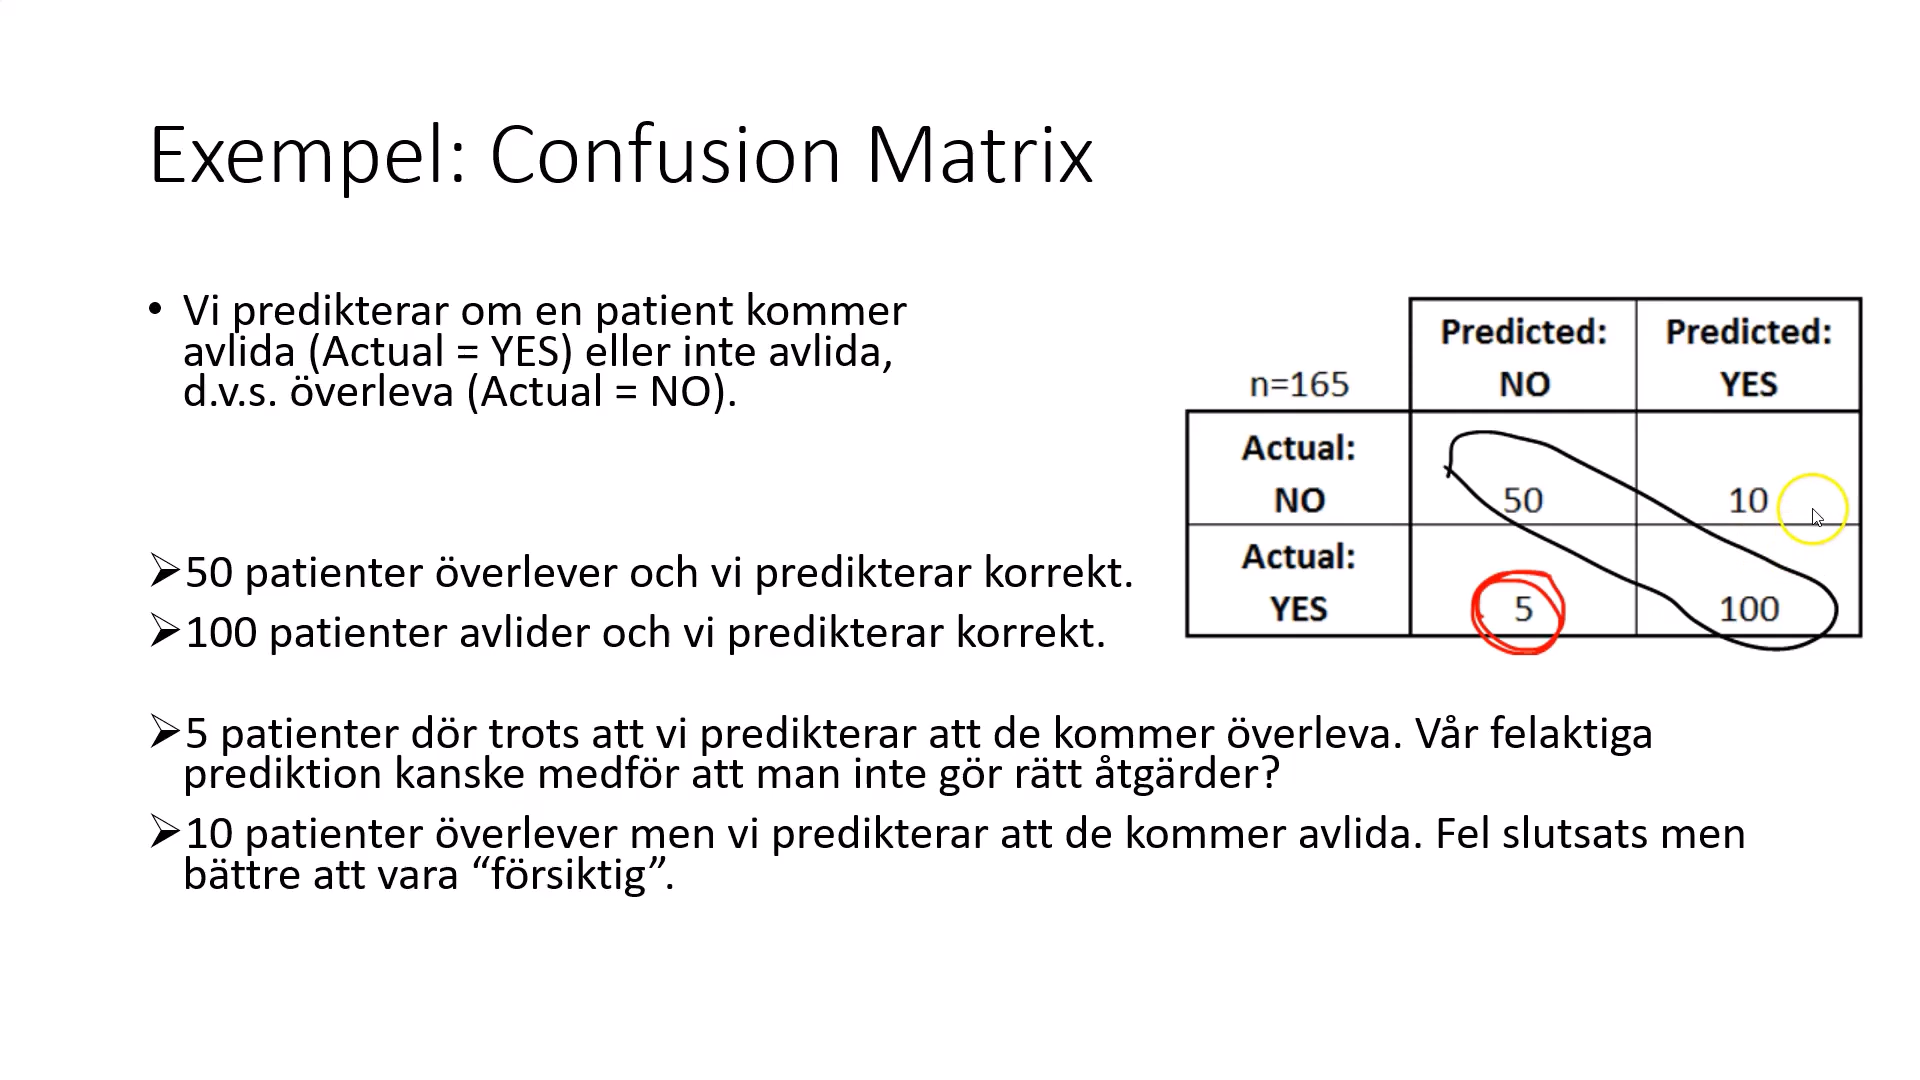 Exempel: Confusion Matrix
• Vi predikterar om en patient kommer
avlida (Actual = YES) eller inte avlida,
d.v.s. överleva (Actual = NO).
➢50 patienter överlever och vi predikterar korrekt.
➢100 patienter avlider och vi predikterar korrekt.
➢5 patienter dör trots att vi predikterar att de kommer överleva. Vår felaktiga
prediktion kanske medför att man inte gör rätt åtgärder?
➢10 patienter överlever men vi predikterar att de kommer avlida. Fel slutsats men
bättre att vara “försiktig”.
Predicted: Predicted:
n=165 NO YES
Actual:
NO 50 10
Actual:
YES 5 100